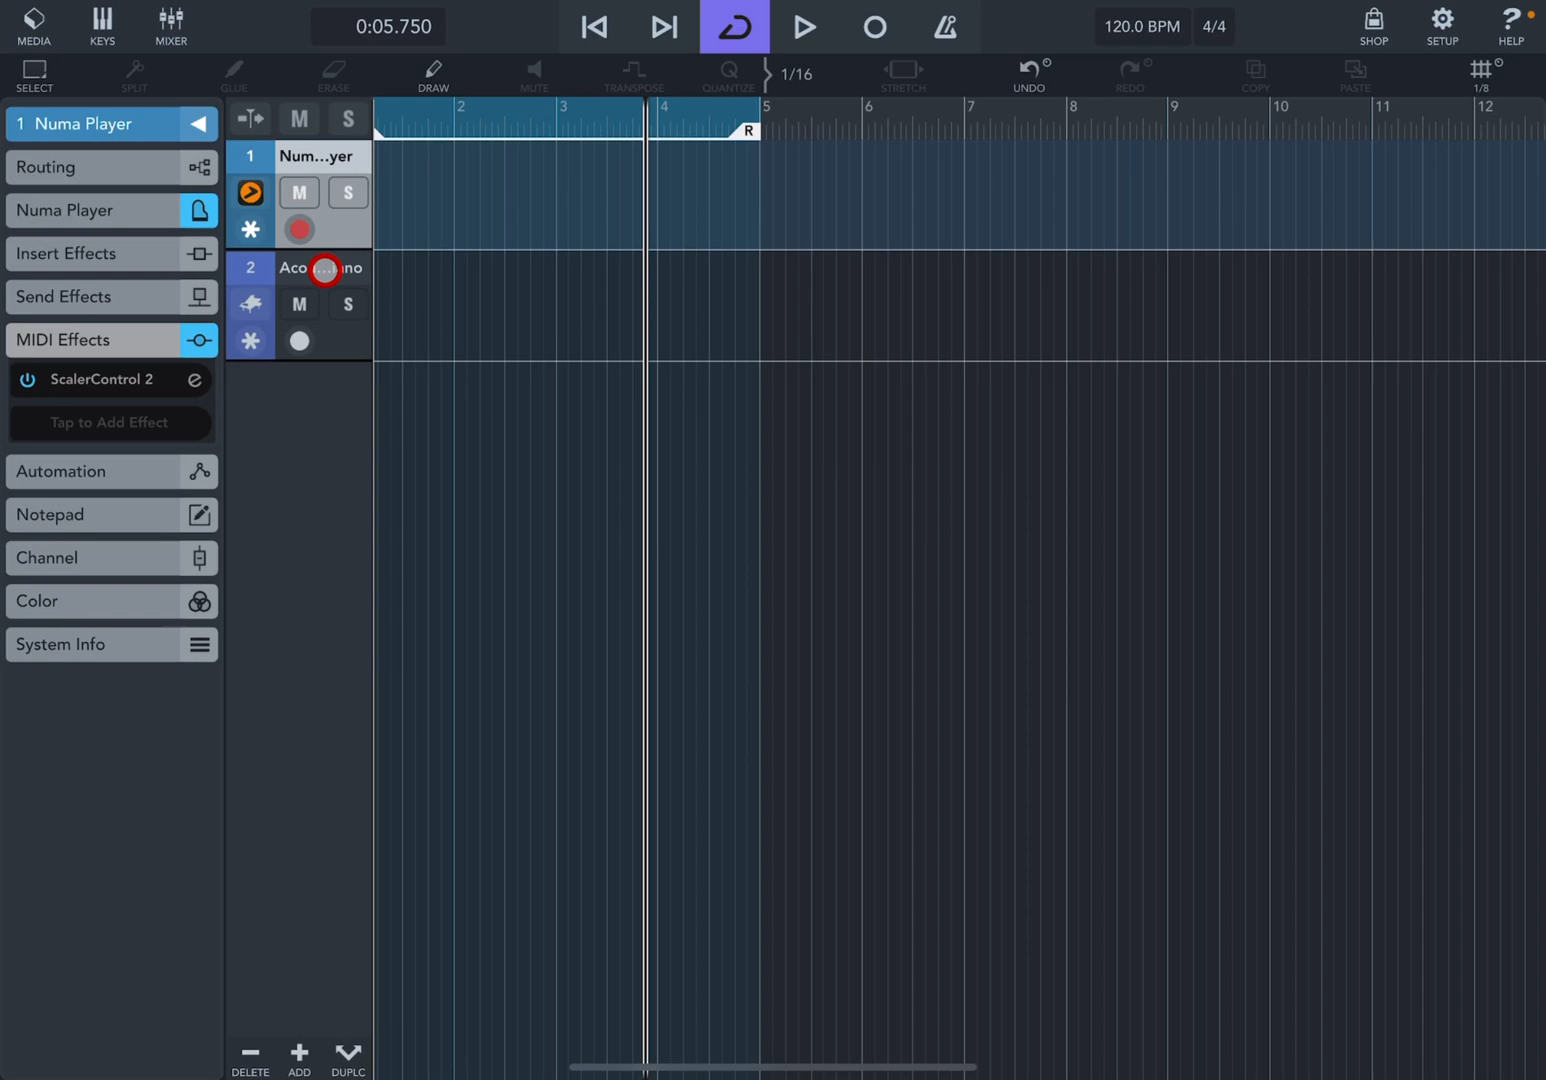 MEDIA
KEYS
MIXER
0:05.750
120.0 BPM
4/4
SHOP
SETUP
? HELP
SELECT
SPLIT
GLUE
ERASE
DRAW
MUTE
TRANSPOSE
Q QUANTIZE
1/16
STRETCH
UNDO
REDO
COPY
PASTE
1/8
2 3 4 5 6 7 8 9 10 11 12
R
1 Numa Player
M S
1 Num...yer
Routing
M S
Numa Player
Insert Effects
2 Aco...no
Send Effects
M S
MIDI Effects
ScalerControl 2 e
Tap to Add Effect
Automation
Notepad
Channel
Color
System Info
DELETE
ADD
DUPLC